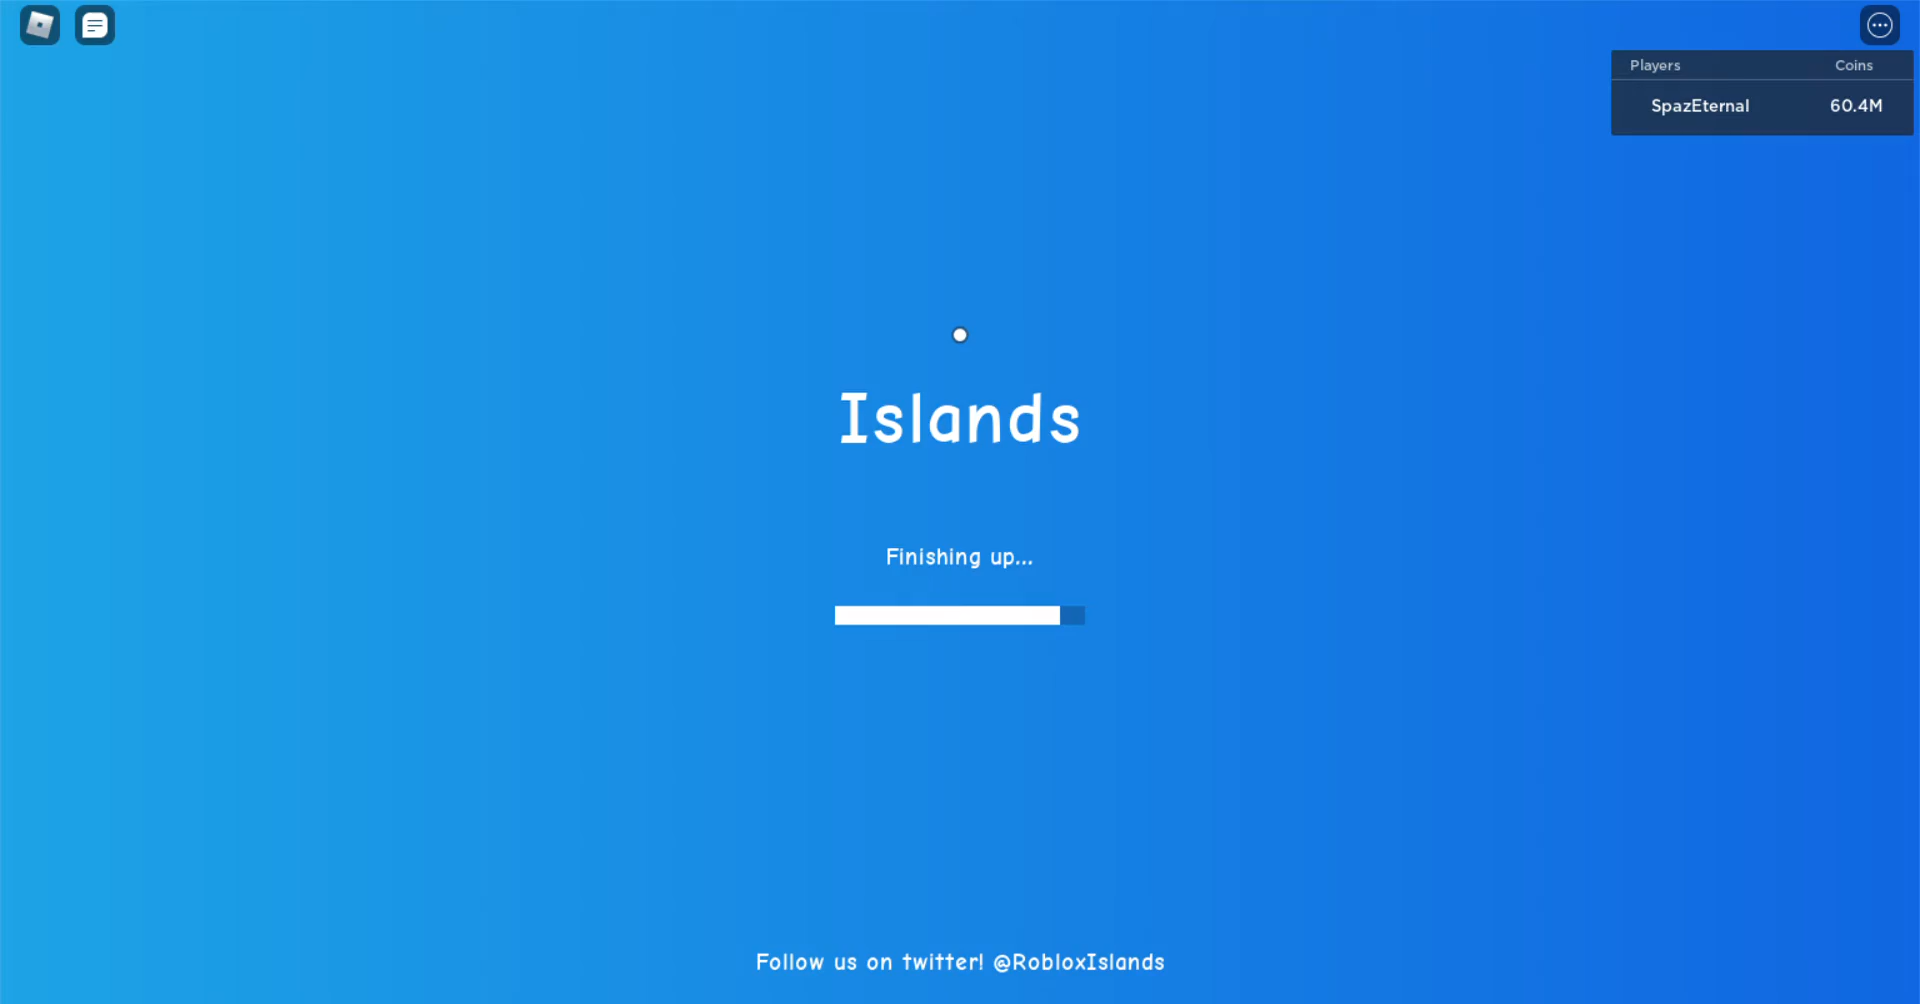 Players Coins
SpazEternal 60.4M
Islands
Finishing up...
Follow us on twitter! @RobloxIslands